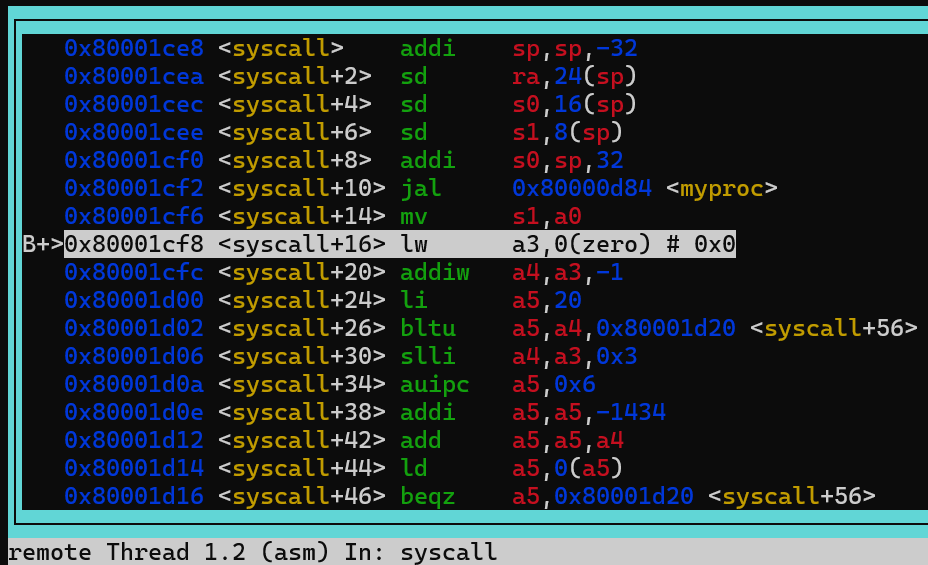 0x80001ce8 <syscall> addi sp,sp,-32
0x80001cea <syscall+2> sd ra,24(sp)
0x80001cec <syscall+4> sd s0,16(sp)
0x80001cee <syscall+6> sd s1,8(sp)
0x80001cf0 <syscall+8> addi s0,sp,32
0x80001cf2 <syscall+10> jal 0x80000d84 <myproc>
0x80001cf6 <syscall+14> mv s1,a0
B+>0x80001cf8 <syscall+16> lw a3,0(zero) # 0x0
0x80001cfc <syscall+20> addiw a4,a3,-1
0x80001d00 <syscall+24> li a5,20
0x80001d02 <syscall+26> bltu a5,a4,0x80001d20 <syscall+56>
0x80001d06 <syscall+30> slli a4,a3,0x3
0x80001d0a <syscall+34> auipc a5,0x6
0x80001d0e <syscall+38> addi a5,a5,-1434
0x80001d12 <syscall+42> add a5,a5,a4
0x80001d14 <syscall+44> ld a5,0(a5)
0x80001d16 <syscall+46> beqz a5,0x80001d20 <syscall+56>
remote Thread 1.2 (asm) In: syscall